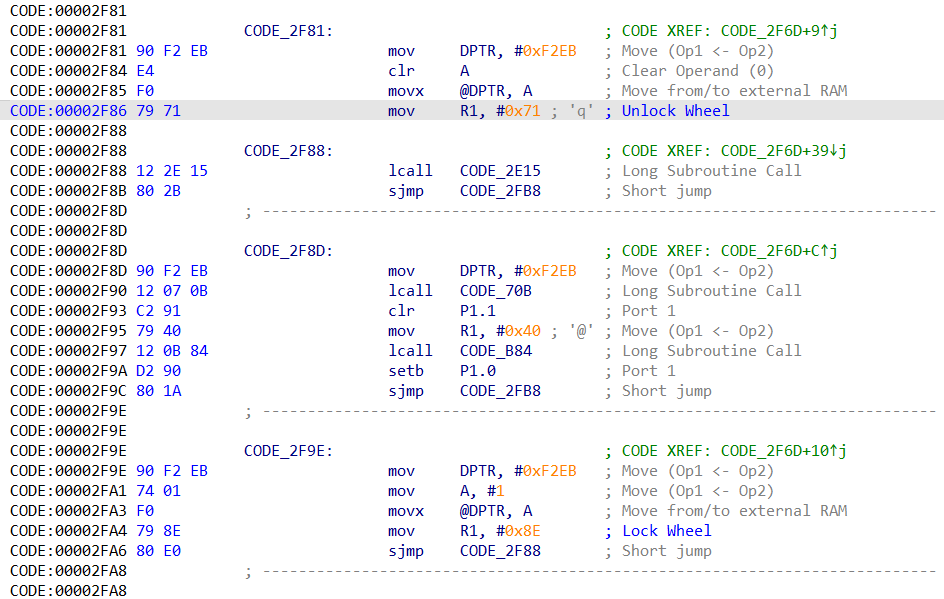 CODE:00002F81
CODE:00002F81 CODE_2F81: ; CODE XREF: CODE_2F6D+9↑j
CODE:00002F81 90 F2 EB mov DPTR, #0xF2EB ; Move (Op1 <- Op2)
CODE:00002F84 E4 clr A ; Clear Operand (0)
CODE:00002F85 F0 movx @DPTR, A ; Move from/to external RAM
CODE:00002F86 79 71 mov R1, #0x71 ; 'q' ; Unlock Wheel
CODE:00002F88
CODE:00002F88 CODE_2F88: ; CODE XREF: CODE_2F6D+39↓j
CODE:00002F88 12 2E 15 lcall CODE_2E15 ; Long Subroutine Call
CODE:00002F8B 80 2B sjmp CODE_2FB8 ; Short jump
CODE:00002F8D ; ---------------------------------------------------------------------------
CODE:00002F8D
CODE:00002F8D CODE_2F8D: ; CODE XREF: CODE_2F6D+C↑j
CODE:00002F8D 90 F2 EB mov DPTR, #0xF2EB ; Move (Op1 <- Op2)
CODE:00002F90 12 07 0B lcall CODE_70B ; Long Subroutine Call
CODE:00002F93 C2 91 clr P1.1 ; Port 1
CODE:00002F95 79 40 mov R1, #0x40 ; '@' ; Move (Op1 <- Op2)
CODE:00002F97 12 0B 84 lcall CODE_B84 ; Long Subroutine Call
CODE:00002F9A D2 90 setb P1.0 ; Port 1
CODE:00002F9C 80 1A sjmp CODE_2FB8 ; Short jump
CODE:00002F9E ; ---------------------------------------------------------------------------
CODE:00002F9E
CODE:00002F9E CODE_2F9E: ; CODE XREF: CODE_2F6D+10↑j
CODE:00002F9E 90 F2 EB mov DPTR, #0xF2EB ; Move (Op1 <- Op2)
CODE:00002FA1 74 01 mov A, #1 ; Move (Op1 <- Op2)
CODE:00002FA3 F0 movx @DPTR, A ; Move from/to external RAM
CODE:00002FA4 79 8E mov R1, #0x8E ; Lock Wheel
CODE:00002FA6 80 E0 sjmp CODE_2F88 ; Short jump
CODE:00002FA8 ; ---------------------------------------------------------------------------
CODE:00002FA8